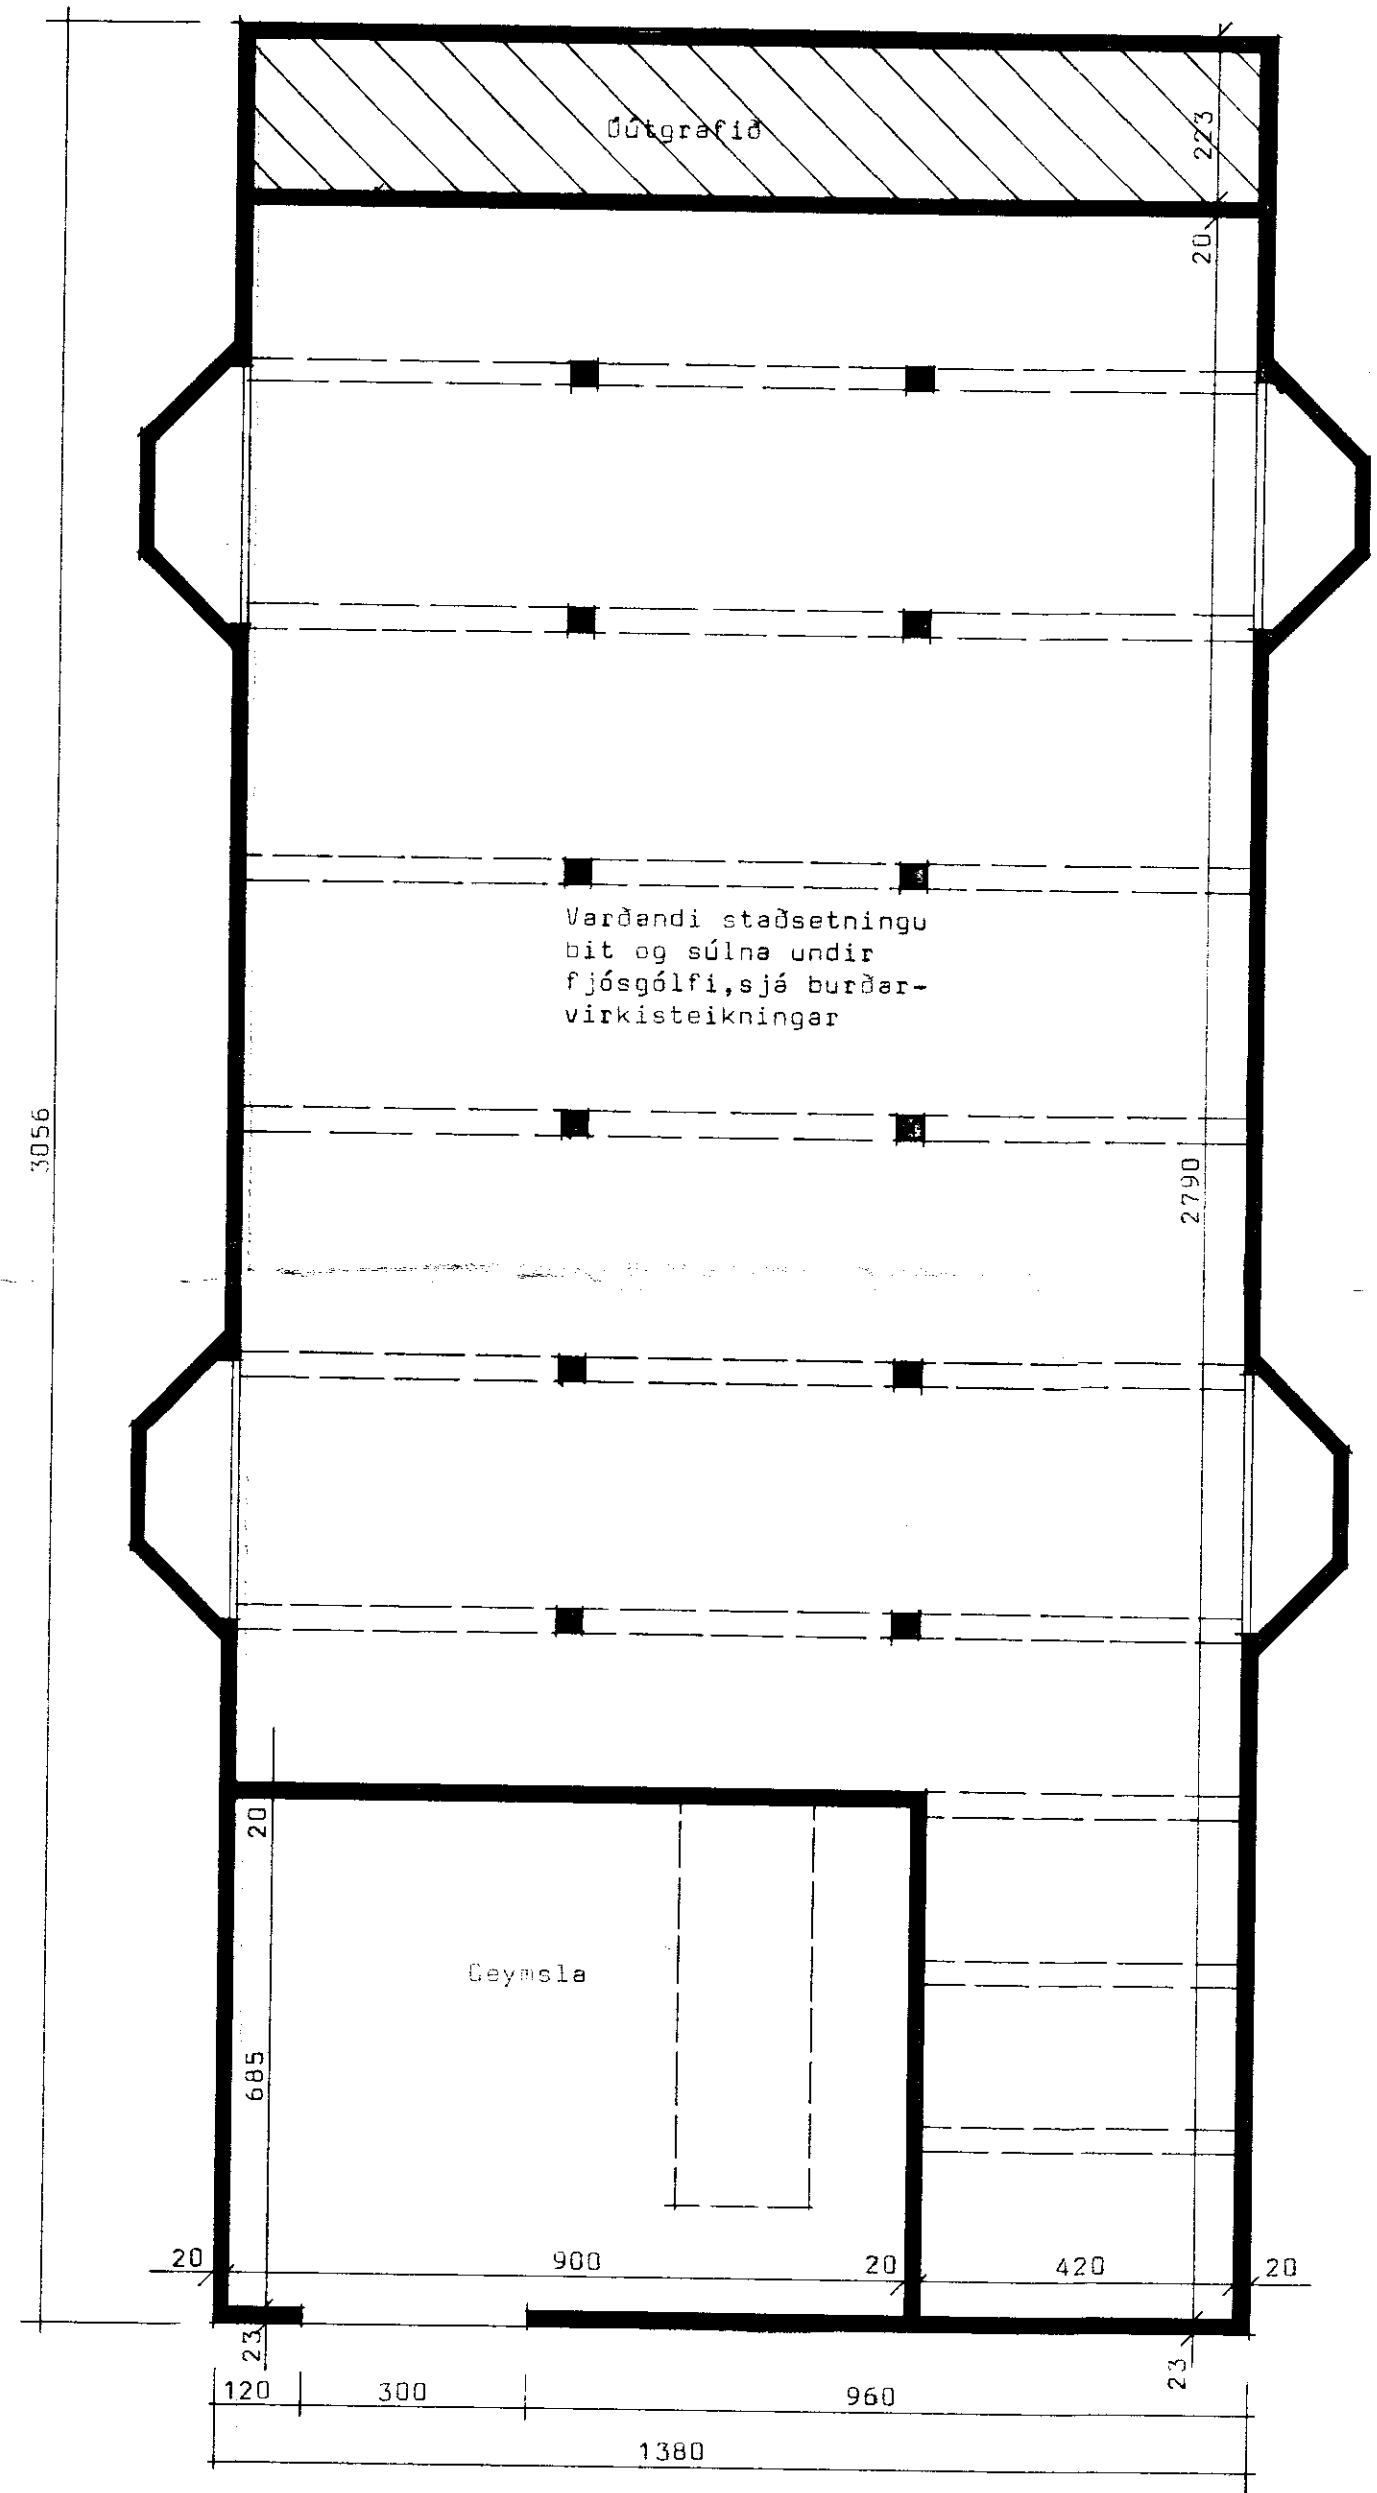 Óútgrafið
223
20
Varðandi staðsetningu
bit og súlna undir
fjósgólfi,sjá burðar-
virkisteikningar
3056
2790
20
Geymsla
685
20
900
20
420
20
23
23
120
300
960
1380